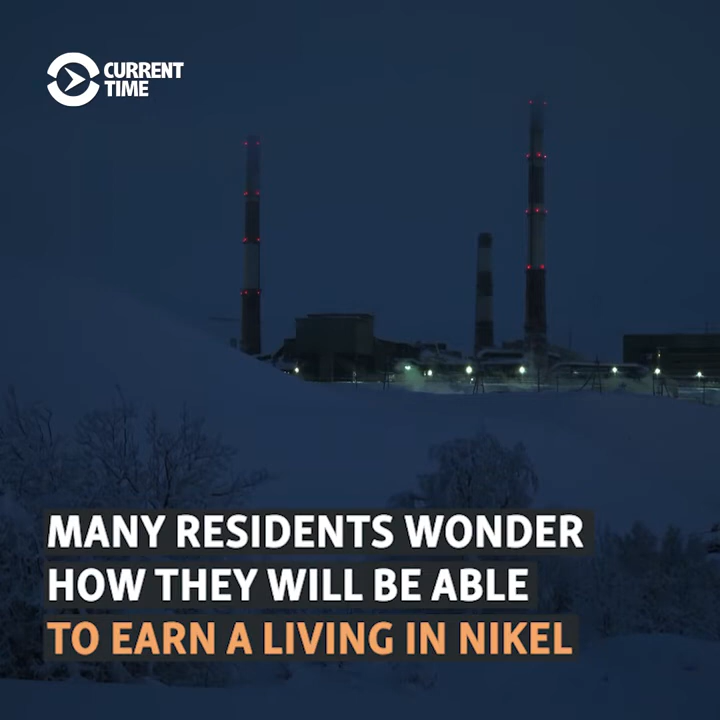 CURRENT
TIME
MANY RESIDENTS WONDER
HOW THEY WILL BE ABLE
TO EARN A LIVING IN NIKEL